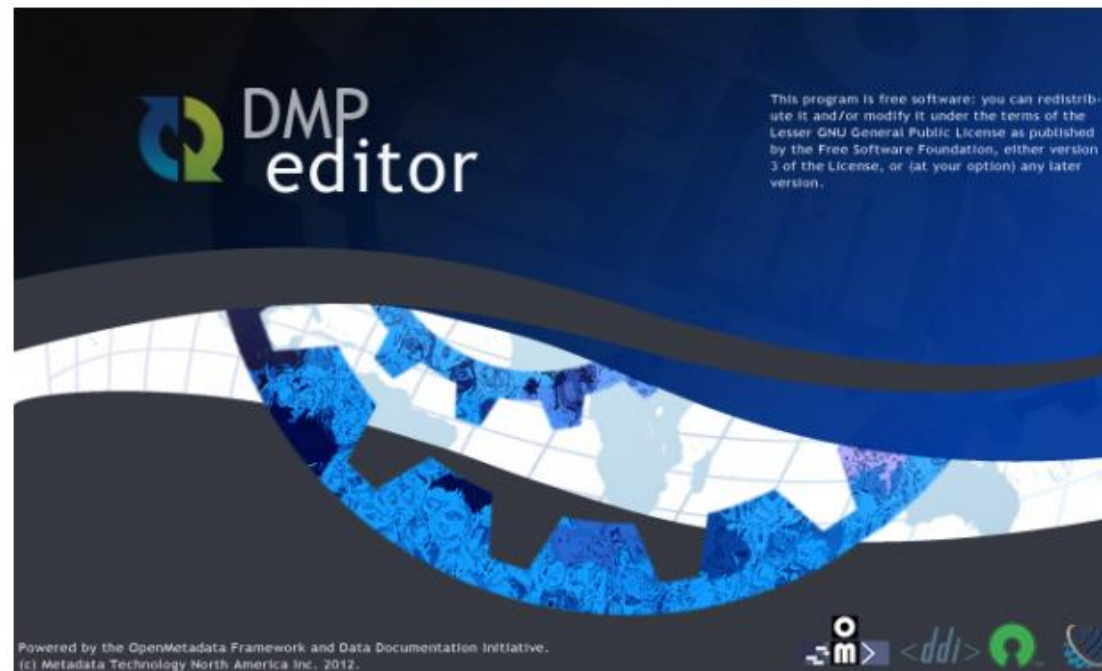 DMP
editor
This program is free software: you can redistrib-
ute it and/or modify it under the terms of the
Lesser GNU General Public License as published
by the Free Software Foundation, either version
3 of the License, or (at your option) any later
version.
Powered by the OpenMetadata Framework and Data Documentation Initiative.
(c) Metadata Technology North America Inc. 2012.
om>
<ddi>